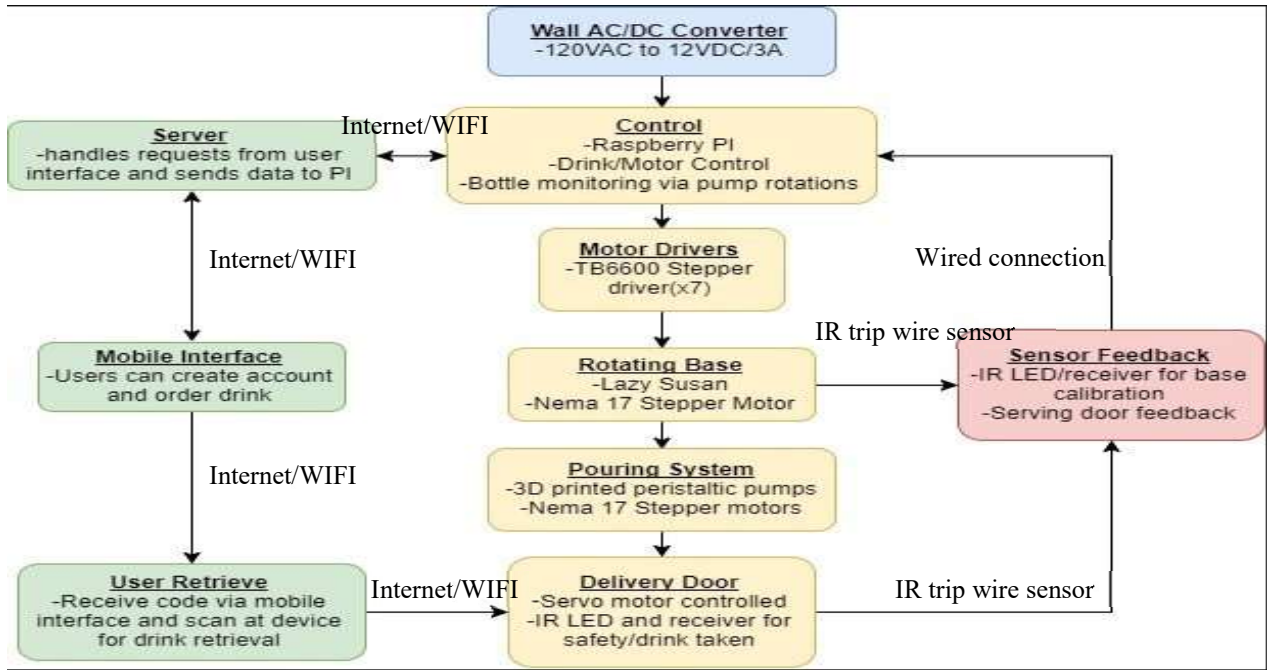 Wall AC/DC Converter
-120VAC to 12VDC/3A
Internet/WIFI
Server
-handles requests from user
interface and sends data to PI
Control
-Raspberry PI
-Drink/Motor Control
-Bottle monitoring via pump rotations
Internet/WIFI
Motor Drivers
-TB6600 Stepper
driver(x7)
Wired connection
IR trip wire sensor
Mobile Interface
-Users can create account
and order drink
Rotating Base
-Lazy Susan
-Nema 17 Stepper Motor
Sensor Feedback
-IR LED/receiver for base
calibration
-Serving door feedback
Internet/WIFI
Pouring System
-3D printed peristaltic pumps
-Nema 17 Stepper motors
User Retrieve
-Receive code via mobile
interface and scan at device
for drink retrieval
Internet/WIFI
Delivery Door
-Servo motor controlled
-IR LED and receiver for
safety/drink taken
IR trip wire sensor